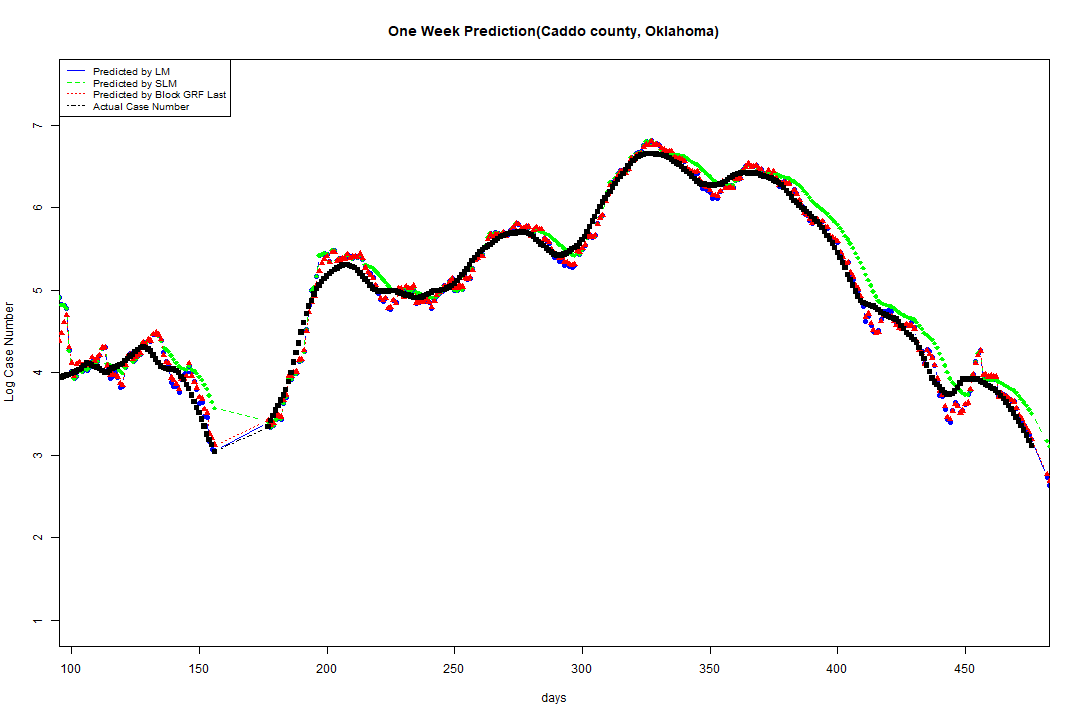 One Week Prediction(Caddo county, Oklahoma)
Predicted by LM
Predicted by SLM
Predicted by Block GRF Last
Actual Case Number
Log Case Number
7
6
5
4
3
2
1
100 150 200 250 300 350 400 450
days